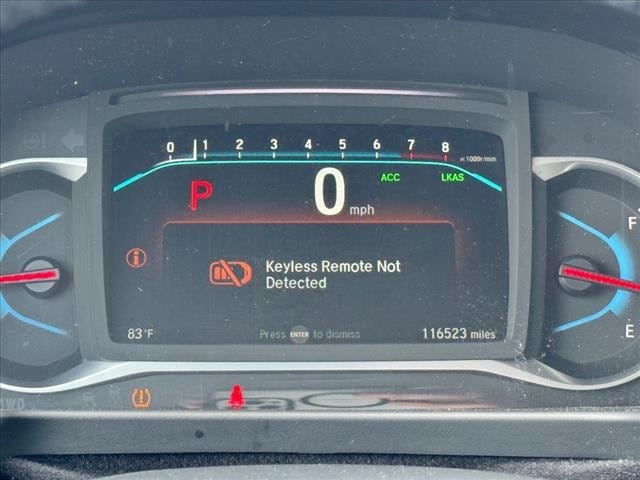 0 1 2 3 4 5 6 7 8 x1000r/min
P 0 mph ACC LKAS
F
Keyless Remote Not
Detected
83°F Press ENTER to dismiss 116523 miles
E